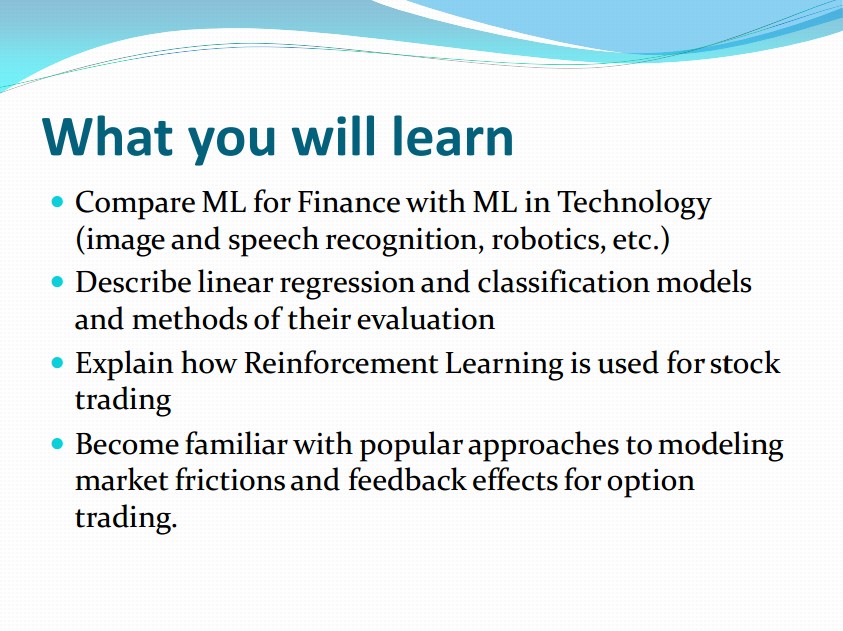 What you will learn
Compare ML for Finance with ML in Technology
(image and speech recognition, robotics, etc.)
Describe linear regression and classification models
and methods of their evaluation
Explain how Reinforcement Learning is used for stock
trading
Become familiar with popular approaches to modeling
market frictions and feedback effects for option
trading.